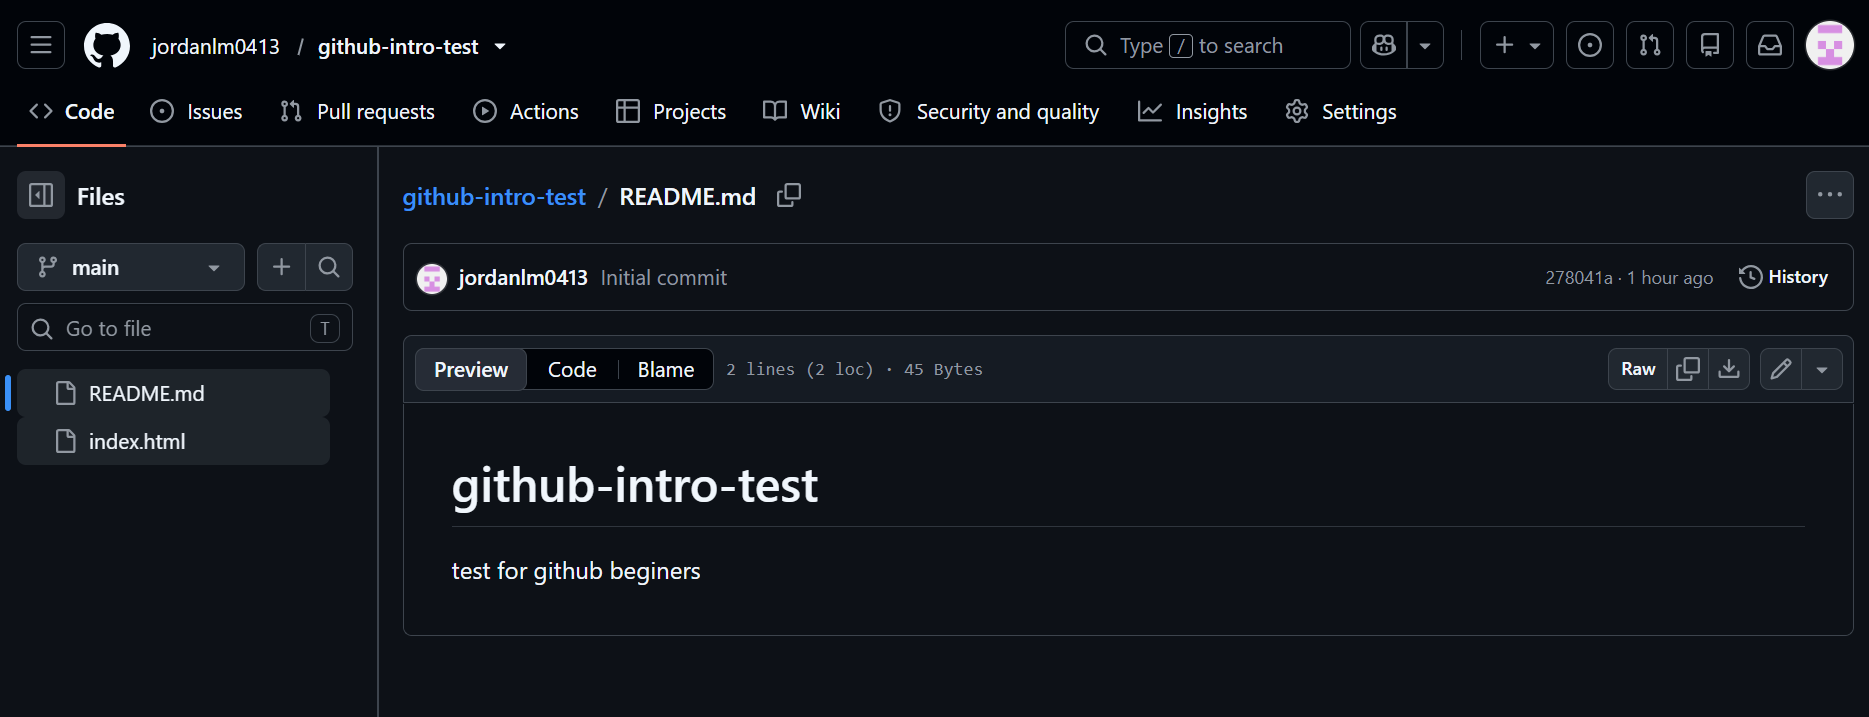 jordanlm0413 / github-intro-test
Type / to search
Code
Issues
Pull requests
Actions
Projects
Wiki
Security and quality
Insights
Settings
Files
main
Go to file
T
README.md
index.html
github-intro-test / README.md
jordanlm0413 Initial commit
278041a · 1 hour ago
History
Preview
Code
Blame
2 lines (2 loc) · 45 Bytes
Raw
github-intro-test
test for github beginers